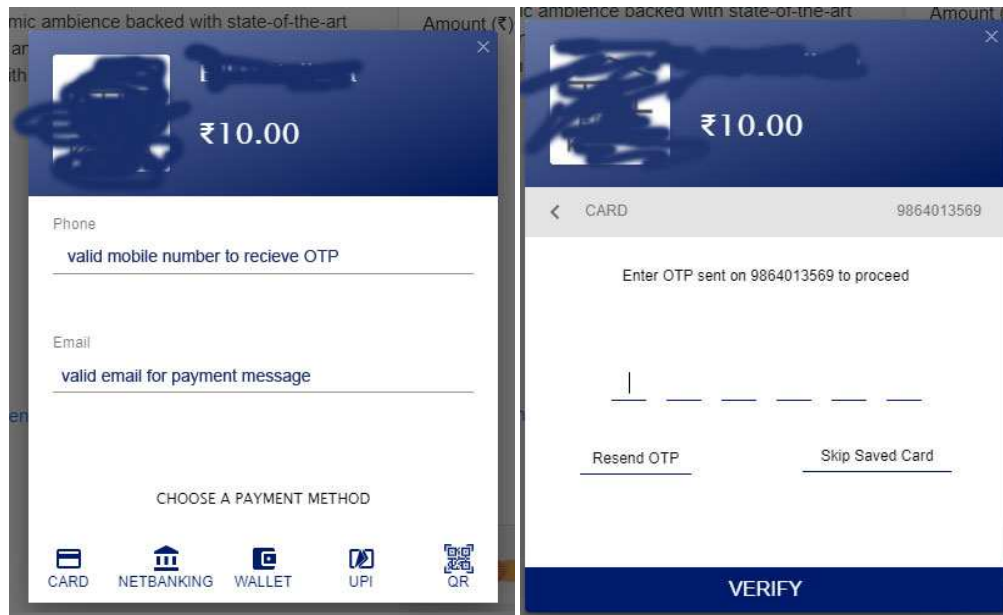 mic ambience backed with state-of-the-art
Amount (₹)
ar
ith
×
₹10.00
Phone
valid mobile number to recieve OTP
Email
valid email for payment message
en
CHOOSE A PAYMENT METHOD
CARD NETBANKING WALLET UPI QR
ic ambience backed with state-of-the-art
Amount (
×
₹10.00
< CARD 9864013569
Enter OTP sent on 9864013569 to proceed
Resend OTP Skip Saved Card
VERIFY